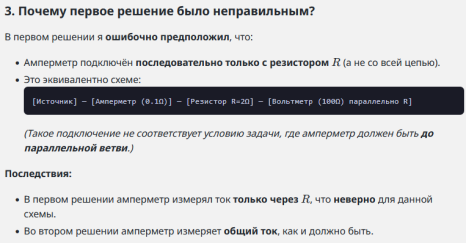 3. Почему первое решение было неправильным?
В первом решении я ошибочно предположил, что:
• Амперметр подключён последовательно только с резистором R (а не со всей цепью).
• Это эквивалентно схеме:
[Источник] — [Амперметр (0.1Ω)] — [Резистор R=2Ω] — [Вольтметр (100Ω) параллельно R]
(Такое подключение не соответствует условию задачи, где амперметр должен быть до
параллельной ветви.)
Последствия:
• В первом решении амперметр измерял ток только через R, что неверно для данной
схемы.
• Во втором решении амперметр измеряет общий ток, как и должно быть.